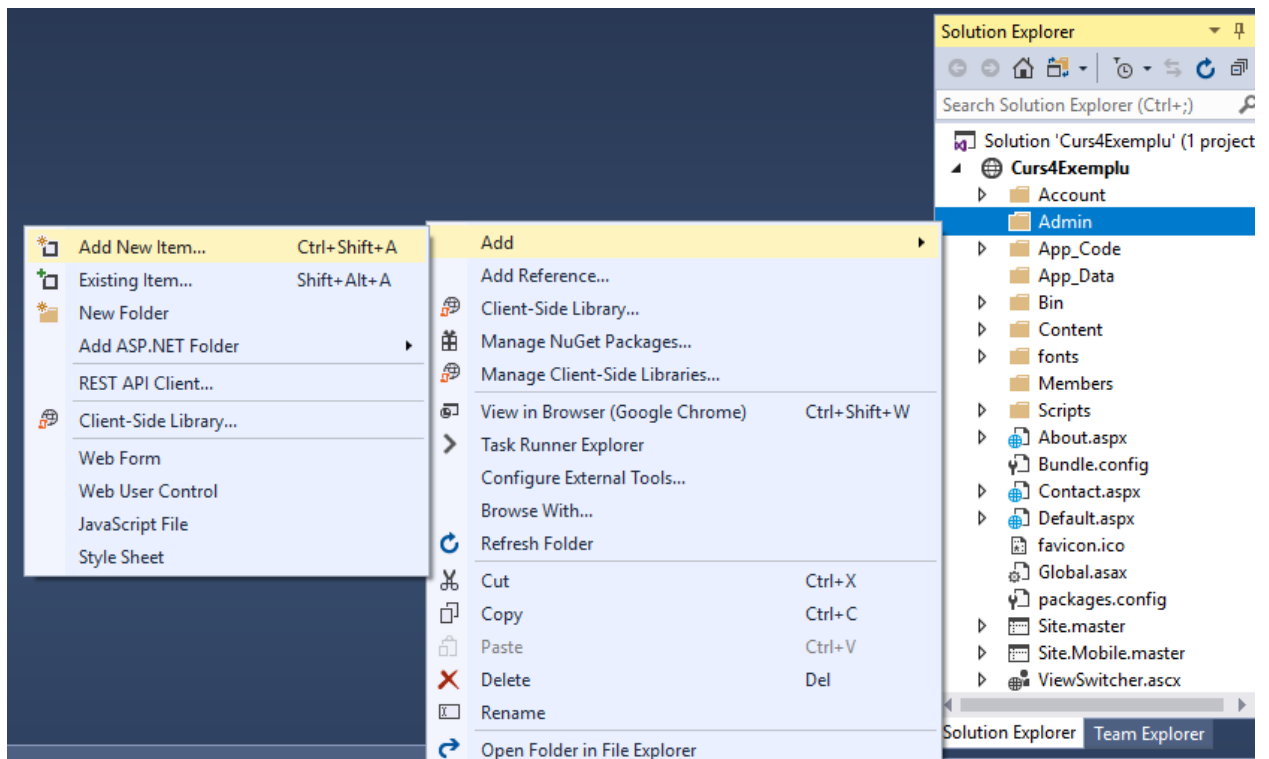 Solution Explorer
Search Solution Explorer (Ctrl+;)
Solution 'Curs4Exemplu' (1 project
Curs4Exemplu
Account
Admin
App_Code
App_Data
Bin
Content
fonts
Members
Scripts
About.aspx
Bundle.config
Contact.aspx
Default.aspx
favicon.ico
Global.asax
packages.config
Site.master
Site.Mobile.master
ViewSwitcher.ascx
Solution Explorer Team Explorer
Add
Add Reference...
Client-Side Library...
Manage NuGet Packages...
Manage Client-Side Libraries...
View in Browser (Google Chrome) Ctrl+Shift+W
Task Runner Explorer
Configure External Tools...
Browse With...
Refresh Folder
Cut Ctrl+X
Copy Ctrl+C
Paste Ctrl+V
Delete Del
Rename
Open Folder in File Explorer
Add New Item... Ctrl+Shift+A
Existing Item... Shift+Alt+A
New Folder
Add ASP.NET Folder
REST API Client...
Client-Side Library...
Web Form
Web User Control
JavaScript File
Style Sheet